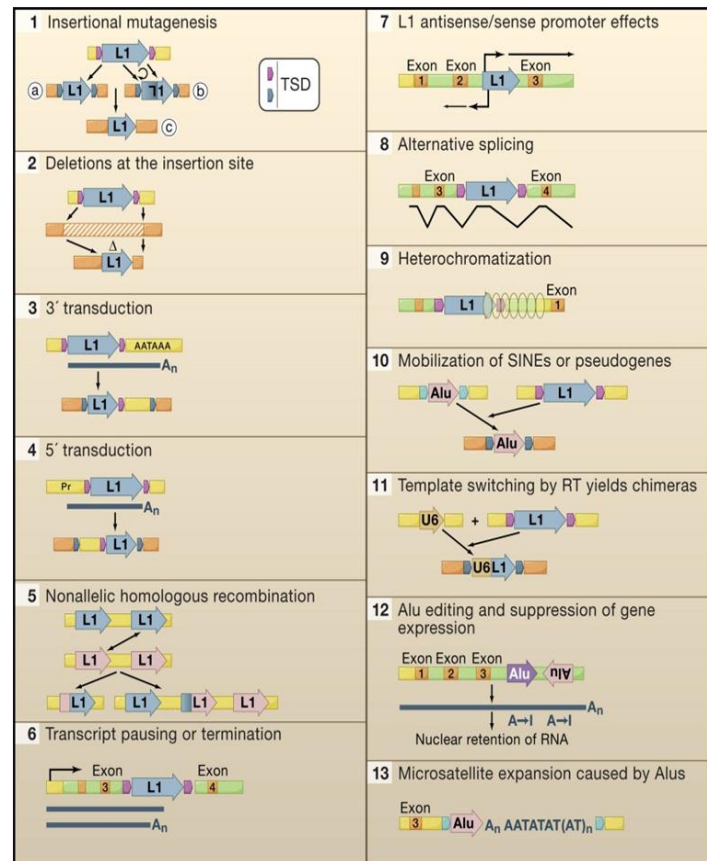 1 Insertional mutagenesis
L1
a L1 L1 b
L1 c
TSD
2 Deletions at the insertion site
L1
Δ
L1
3 3´ transduction
L1 AATAAA
An
L1
4 5´ transduction
Pr L1
An
L1
5 Nonallelic homologous recombination
L1 L1
L1 L1
L1 L1 L1 L1
6 Transcript pausing or termination
Exon
3 L1 4
An
7 L1 antisense/sense promoter effects
Exon Exon Exon
1 2 L1 3
8 Alternative splicing
Exon Exon
3 L1 4
9 Heterochromatization
Exon
L1 1
10 Mobilization of SINEs or pseudogenes
Alu L1
Alu
11 Template switching by RT yields chimeras
U6 + L1
U6 L1
12 Alu editing and suppression of gene
expression
Exon Exon Exon
1 2 3 Alu Alu
An
A→I A→I
Nuclear retention of RNA
13 Microsatellite expansion caused by Alus
Exon
3 Alu An AATATAT(AT)n